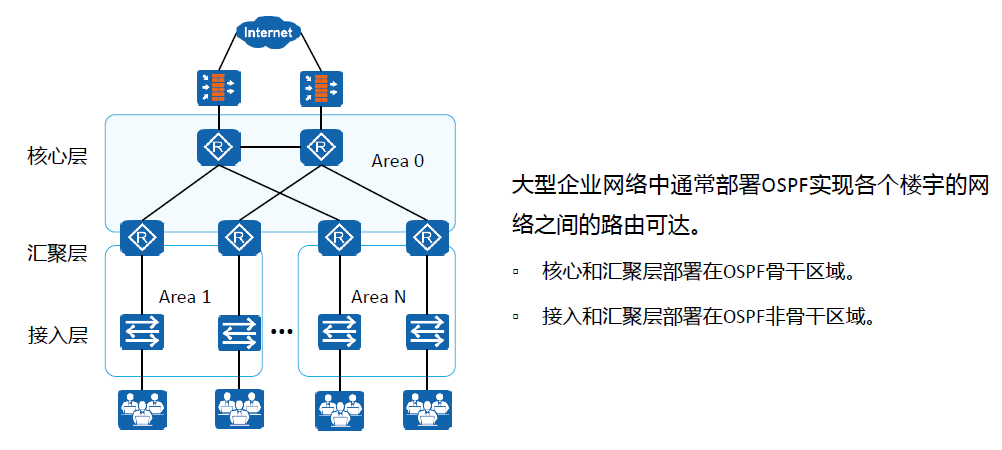 Internet
R
R
核心层
Area 0
R
R
R
R
汇聚层
Area 1
Area N
接入层
•••
大型企业网络中通常部署OSPF实现各个楼宇的网
络之间的路由可达。
▫ 核心和汇聚层部署在OSPF骨干区域。
▫ 接入和汇聚层部署在OSPF非骨干区域。